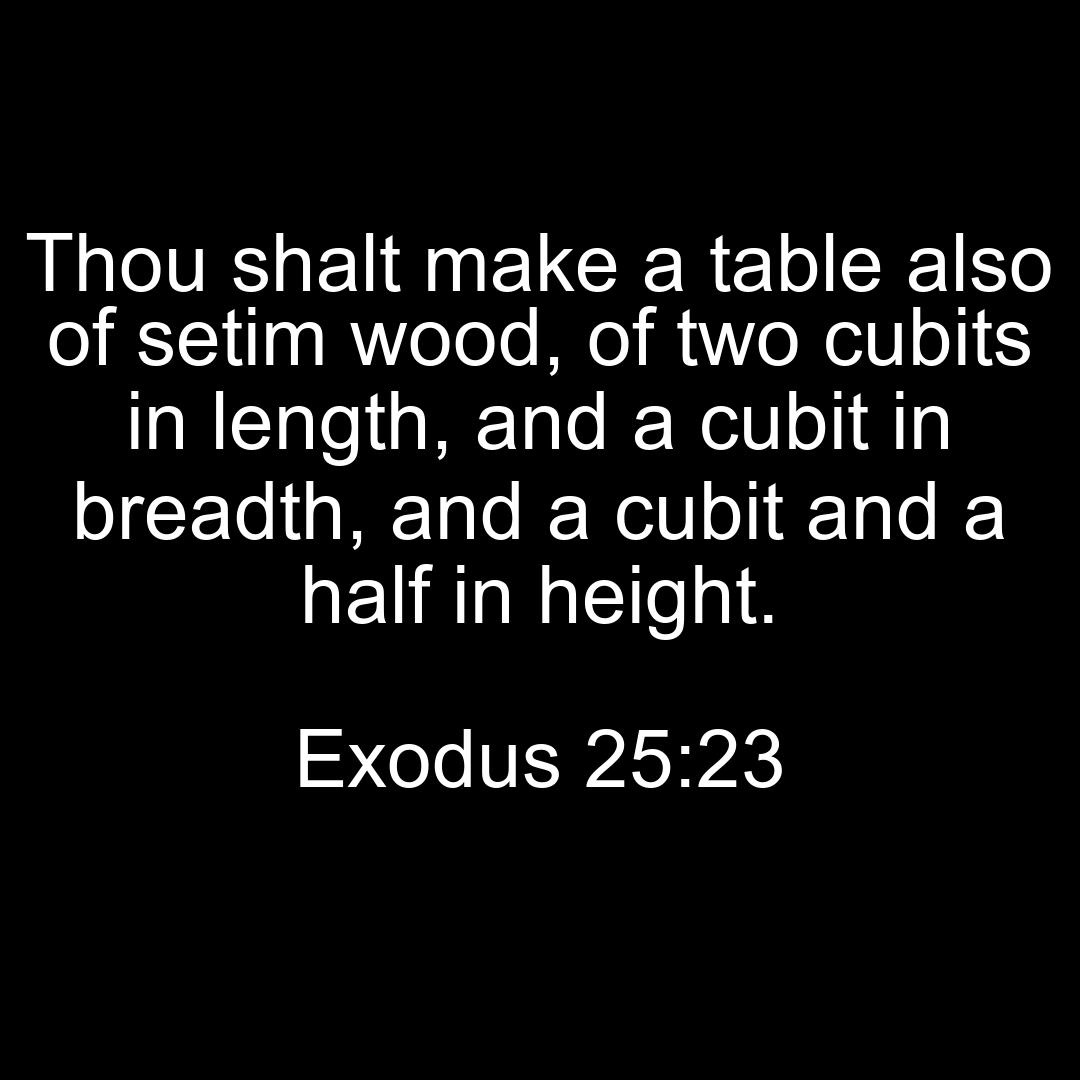 Thou shalt make a table also
of setim wood, of two cubits
in length, and a cubit in
breadth, and a cubit and a
half in height.
Exodus 25:23